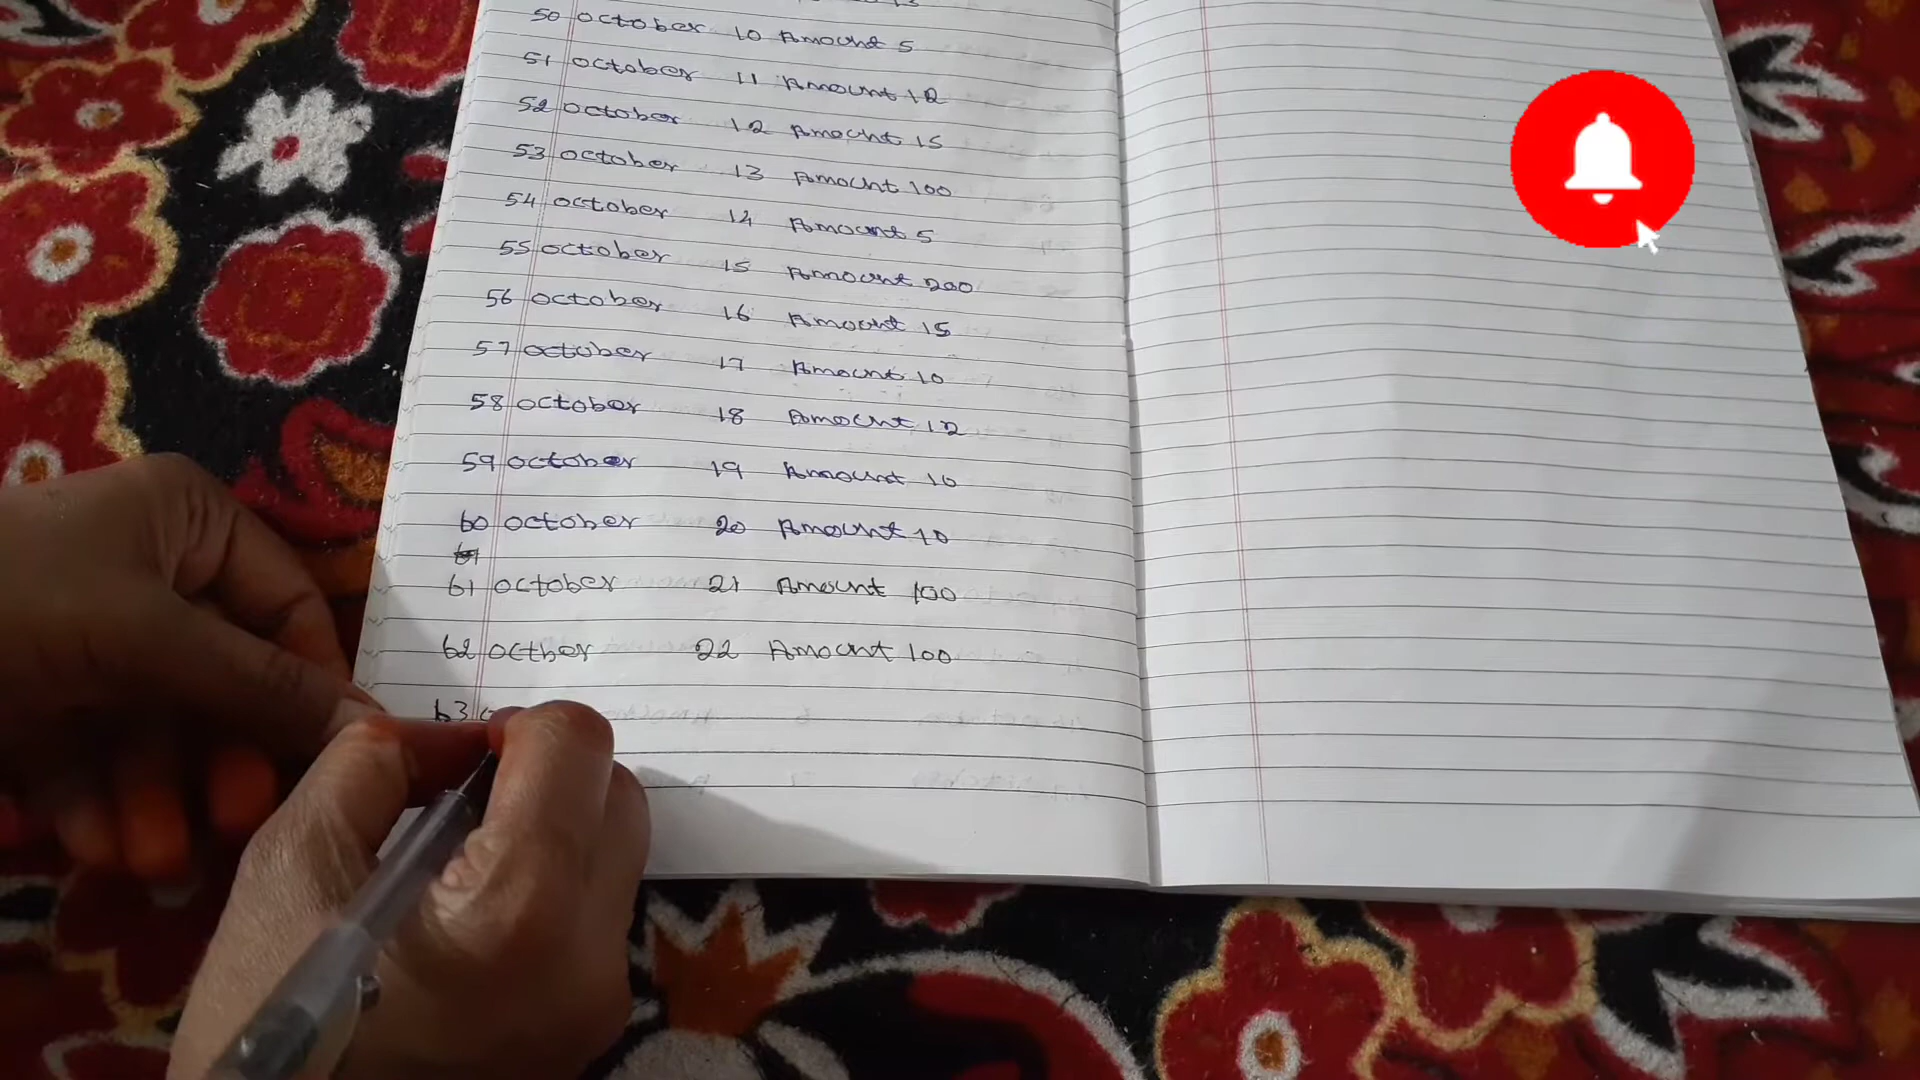 50 october 10 Amount 5
51 october 11 Amount 12
52 october 12 Amount 15
53 october 13 Amount 100
54 october 14 Amount 5
55 october 15 Amount 200
56 october 16 Amount 15
57 october 17 Amount 10
58 october 18 Amount 12
59 october 19 Amount 10
60 october 20 Amount 10
61 october 21 Amount 100
62 octber 22 Amount 100
63